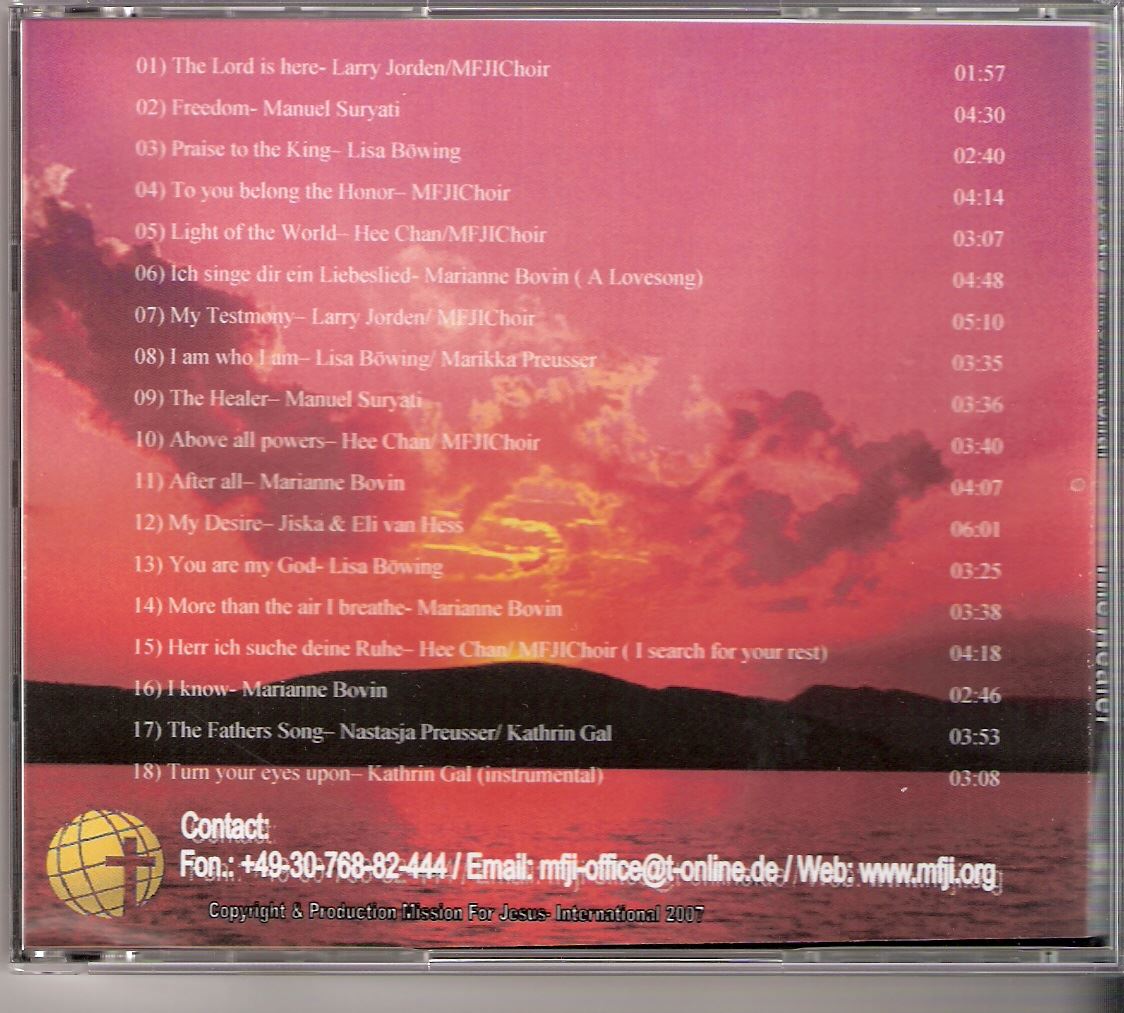 01) The Lord is here- Larry Jorden/MFJIChoir 01:57
02) Freedom- Manuel Suryati 04:30
03) Praise to the King– Lisa Böwing 02:40
04) To you belong the Honor– MFJIChoir 04:14
05) Light of the World– Hee Chan/MFJIChoir 03:07
06) Ich singe dir ein Liebeslied- Marianne Bovin ( A Lovesong) 04:48
07) My Testmony– Larry Jorden/ MFJIChoir 05:10
08) I am who I am– Lisa Böwing/ Marikka Preusser 03:35
09) The Healer– Manuel Suryati 03:36
10) Above all powers– Hee Chan/ MFJIChoir 03:40
11) After all– Marianne Bovin 04:07
12) My Desire– Jiska & Eli van Hess 06:01
13) You are my God- Lisa Böwing 03:25
14) More than the air I breathe- Marianne Bovin 03:38
15) Herr ich suche deine Ruhe– Hee Chan/ MFJIChoir ( I search for your rest) 04:18
16) I know- Marianne Bovin 02:46
17) The Fathers Song– Nastasja Preusser/ Kathrin Gal 03:53
18) Turn your eyes upon– Kathrin Gal (instrumental) 03:08
Contact:
Fon.: +49-30-768-82-444 / Email: mfji-office@t-online.de / Web: www.mfji.org
Copyright & Production Mission For Jesus- International 2007
The Healer